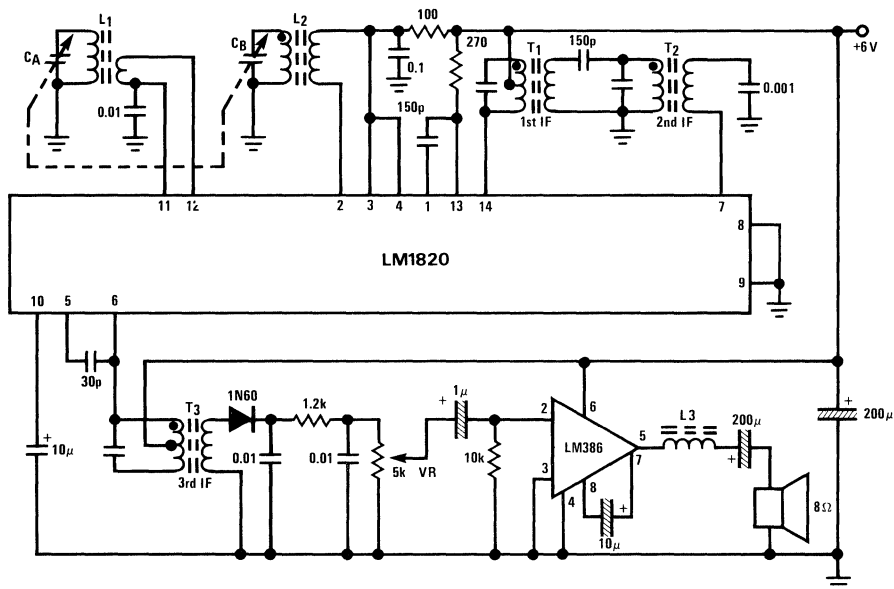 L1
L2
100
+6 V
CA
CB
270
T1
150p
T2
0.1
0.01
150p
0.001
1st IF
2nd IF
11
12
2
3
4
1
13
14
7
8
LM1820
9
10
5
6
30p
T3
1N60
1.2k
1μ
+
2
6
L3
200μ
+
200μ
+
10μ
0.01
0.01
5k
VR
10k
LM386
5
3
7
+
8Ω
3rd IF
4
8
+
10μ